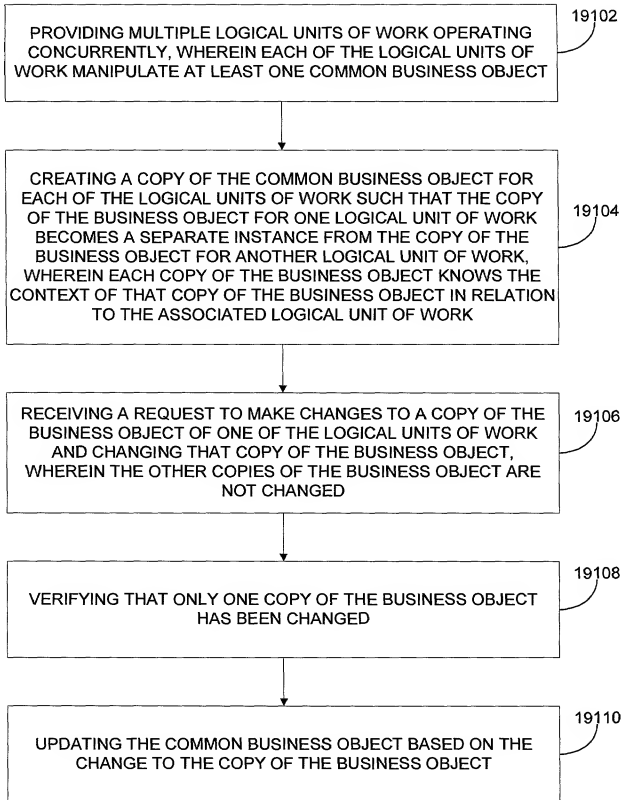 19102
PROVIDING MULTIPLE LOGICAL UNITS OF WORK OPERATING
CONCURRENTLY, WHEREIN EACH OF THE LOGICAL UNITS OF
WORK MANIPULATE AT LEAST ONE COMMON BUSINESS OBJECT
19104
CREATING A COPY OF THE COMMON BUSINESS OBJECT FOR
EACH OF THE LOGICAL UNITS OF WORK SUCH THAT THE COPY
OF THE BUSINESS OBJECT FOR ONE LOGICAL UNIT OF WORK
BECOMES A SEPARATE INSTANCE FROM THE COPY OF THE
BUSINESS OBJECT FOR ANOTHER LOGICAL UNIT OF WORK,
WHEREIN EACH COPY OF THE BUSINESS OBJECT KNOWS THE
CONTEXT OF THAT COPY OF THE BUSINESS OBJECT IN RELATION
TO THE ASSOCIATED LOGICAL UNIT OF WORK
19106
RECEIVING A REQUEST TO MAKE CHANGES TO A COPY OF THE
BUSINESS OBJECT OF ONE OF THE LOGICAL UNITS OF WORK
AND CHANGING THAT COPY OF THE BUSINESS OBJECT,
WHEREIN THE OTHER COPIES OF THE BUSINESS OBJECT ARE
NOT CHANGED
19108
VERIFYING THAT ONLY ONE COPY OF THE BUSINESS OBJECT
HAS BEEN CHANGED
19110
UPDATING THE COMMON BUSINESS OBJECT BASED ON THE
CHANGE TO THE COPY OF THE BUSINESS OBJECT